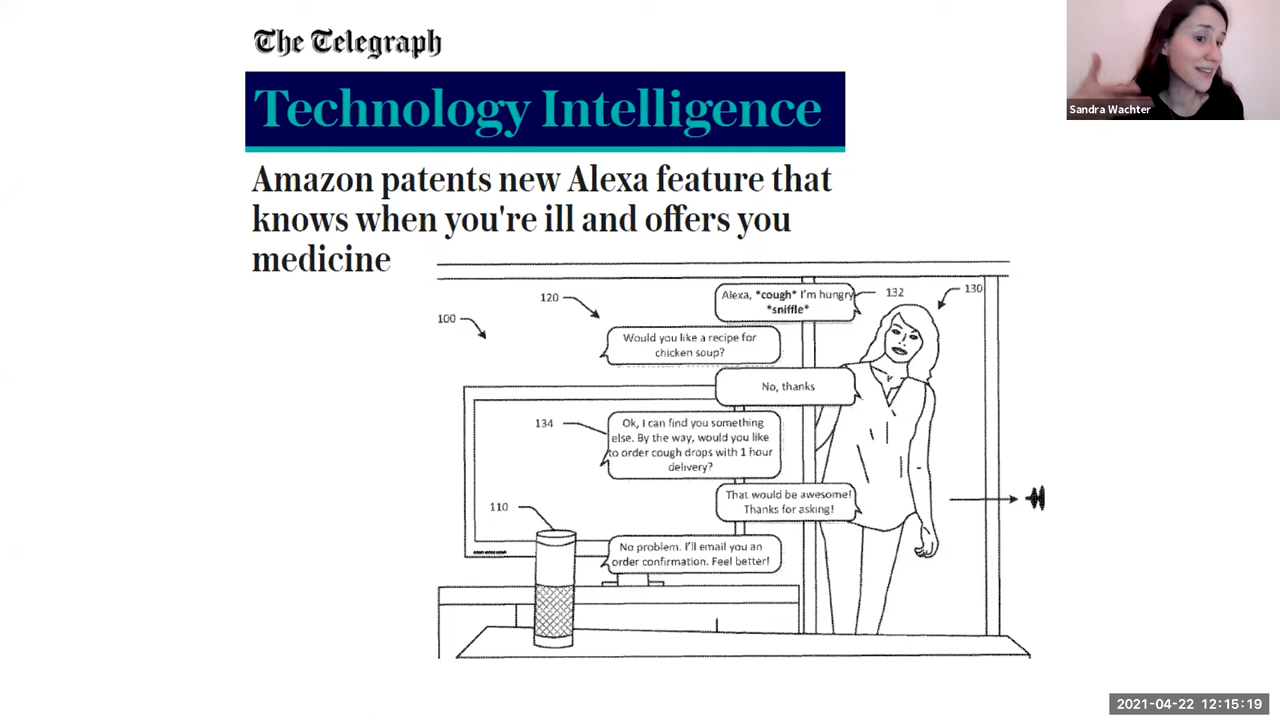 The Telegraph
Technology Intelligence
Amazon patents new Alexa feature that
knows when you're ill and offers you
medicine
Sandra Wachter
100
120
Alexa, *cough* I'm hungry
*sniffle*
132
130
Would you like a recipe for
chicken soup?
No, thanks
134
Ok, I can find you something
else. By the way, would you like
to order cough drops with 1 hour
delivery?
That would be awesome!
Thanks for asking!
110
No problem. I'll email you an
order confirmation. Feel better!
2021-04-22 12:15:19